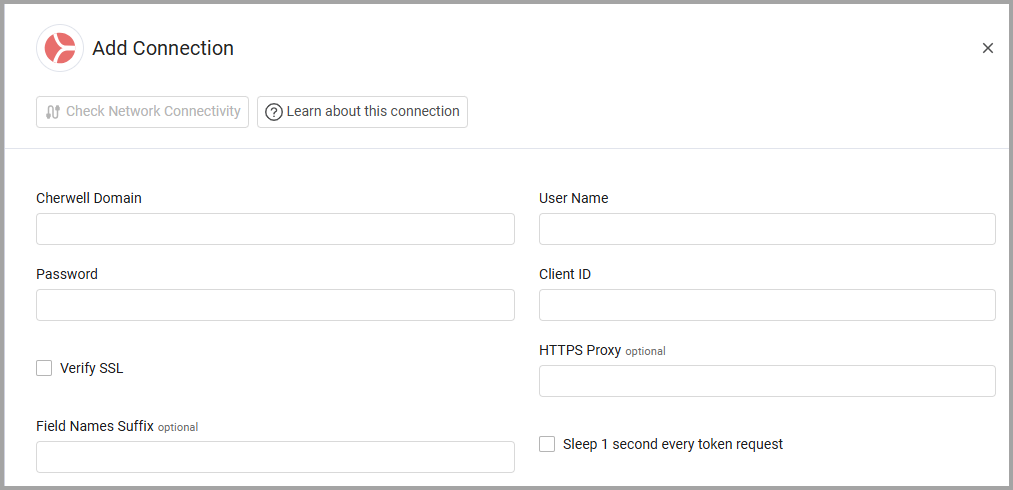 Add Connection
Check Network Connectivity
Learn about this connection
Cherwell Domain
User Name
Password
Client ID
Verify SSL
HTTPS Proxy optional
Field Names Suffix optional
Sleep 1 second every token request